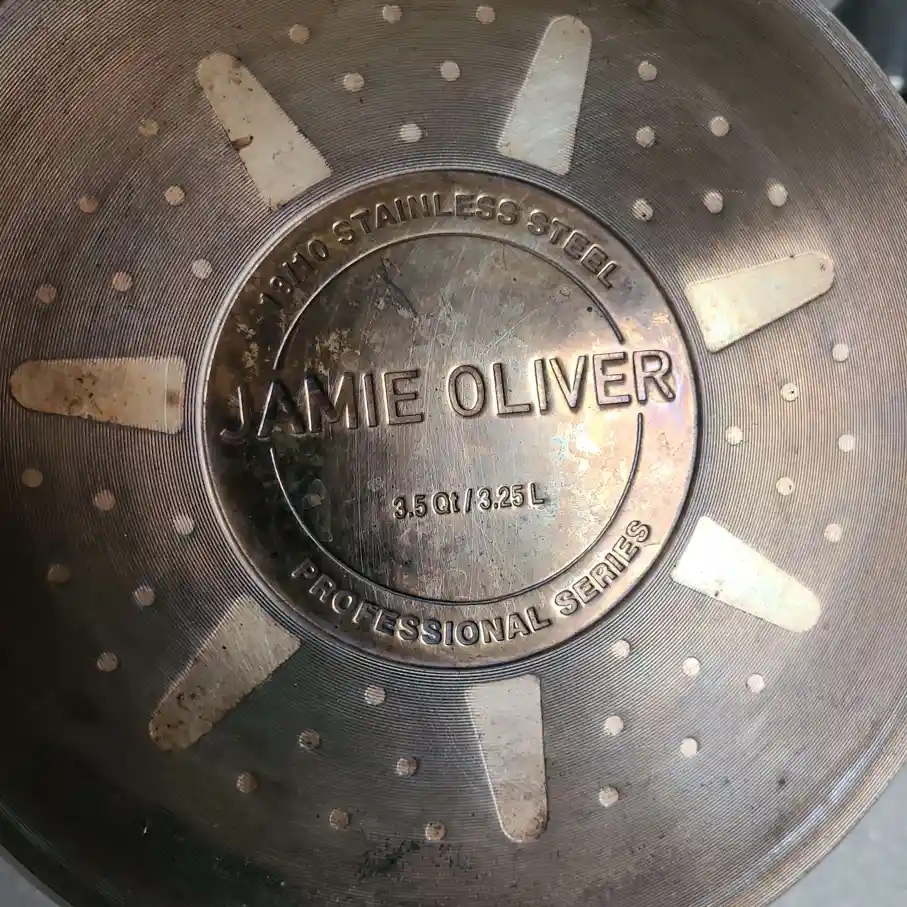 18/10 STAINLESS STEEL
JAMIE OLIVER
3.5 Qt / 3.25 L
PROFESSIONAL SERIES